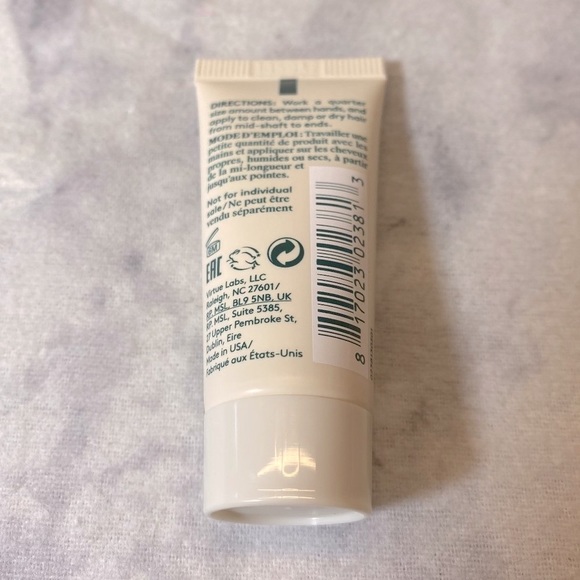 DIRECTIONS: Work a quarter
size amount between hands, and
apply to clean, damp or dry hair
from mid-shaft to ends.
MODE D'EMPLOI: Travailler une
petite quantité de produit avec les
mains et appliquer sur les cheveux
propres, humides ou secs, à partir
de la mi-longueur et
jusqu'aux pointes.
Not for individual
sale/Ne peut être
vendu séparément
EAC
Virtue Labs, LLC
Raleigh, NC 27601/
RP MSL, BL9 5NB, UK
RP MSL, Suite 5385,
27 Upper Pembroke St,
Dublin, Eire
Made in USA/
Fabriqué aux États-Unis
8 17023 02381 3